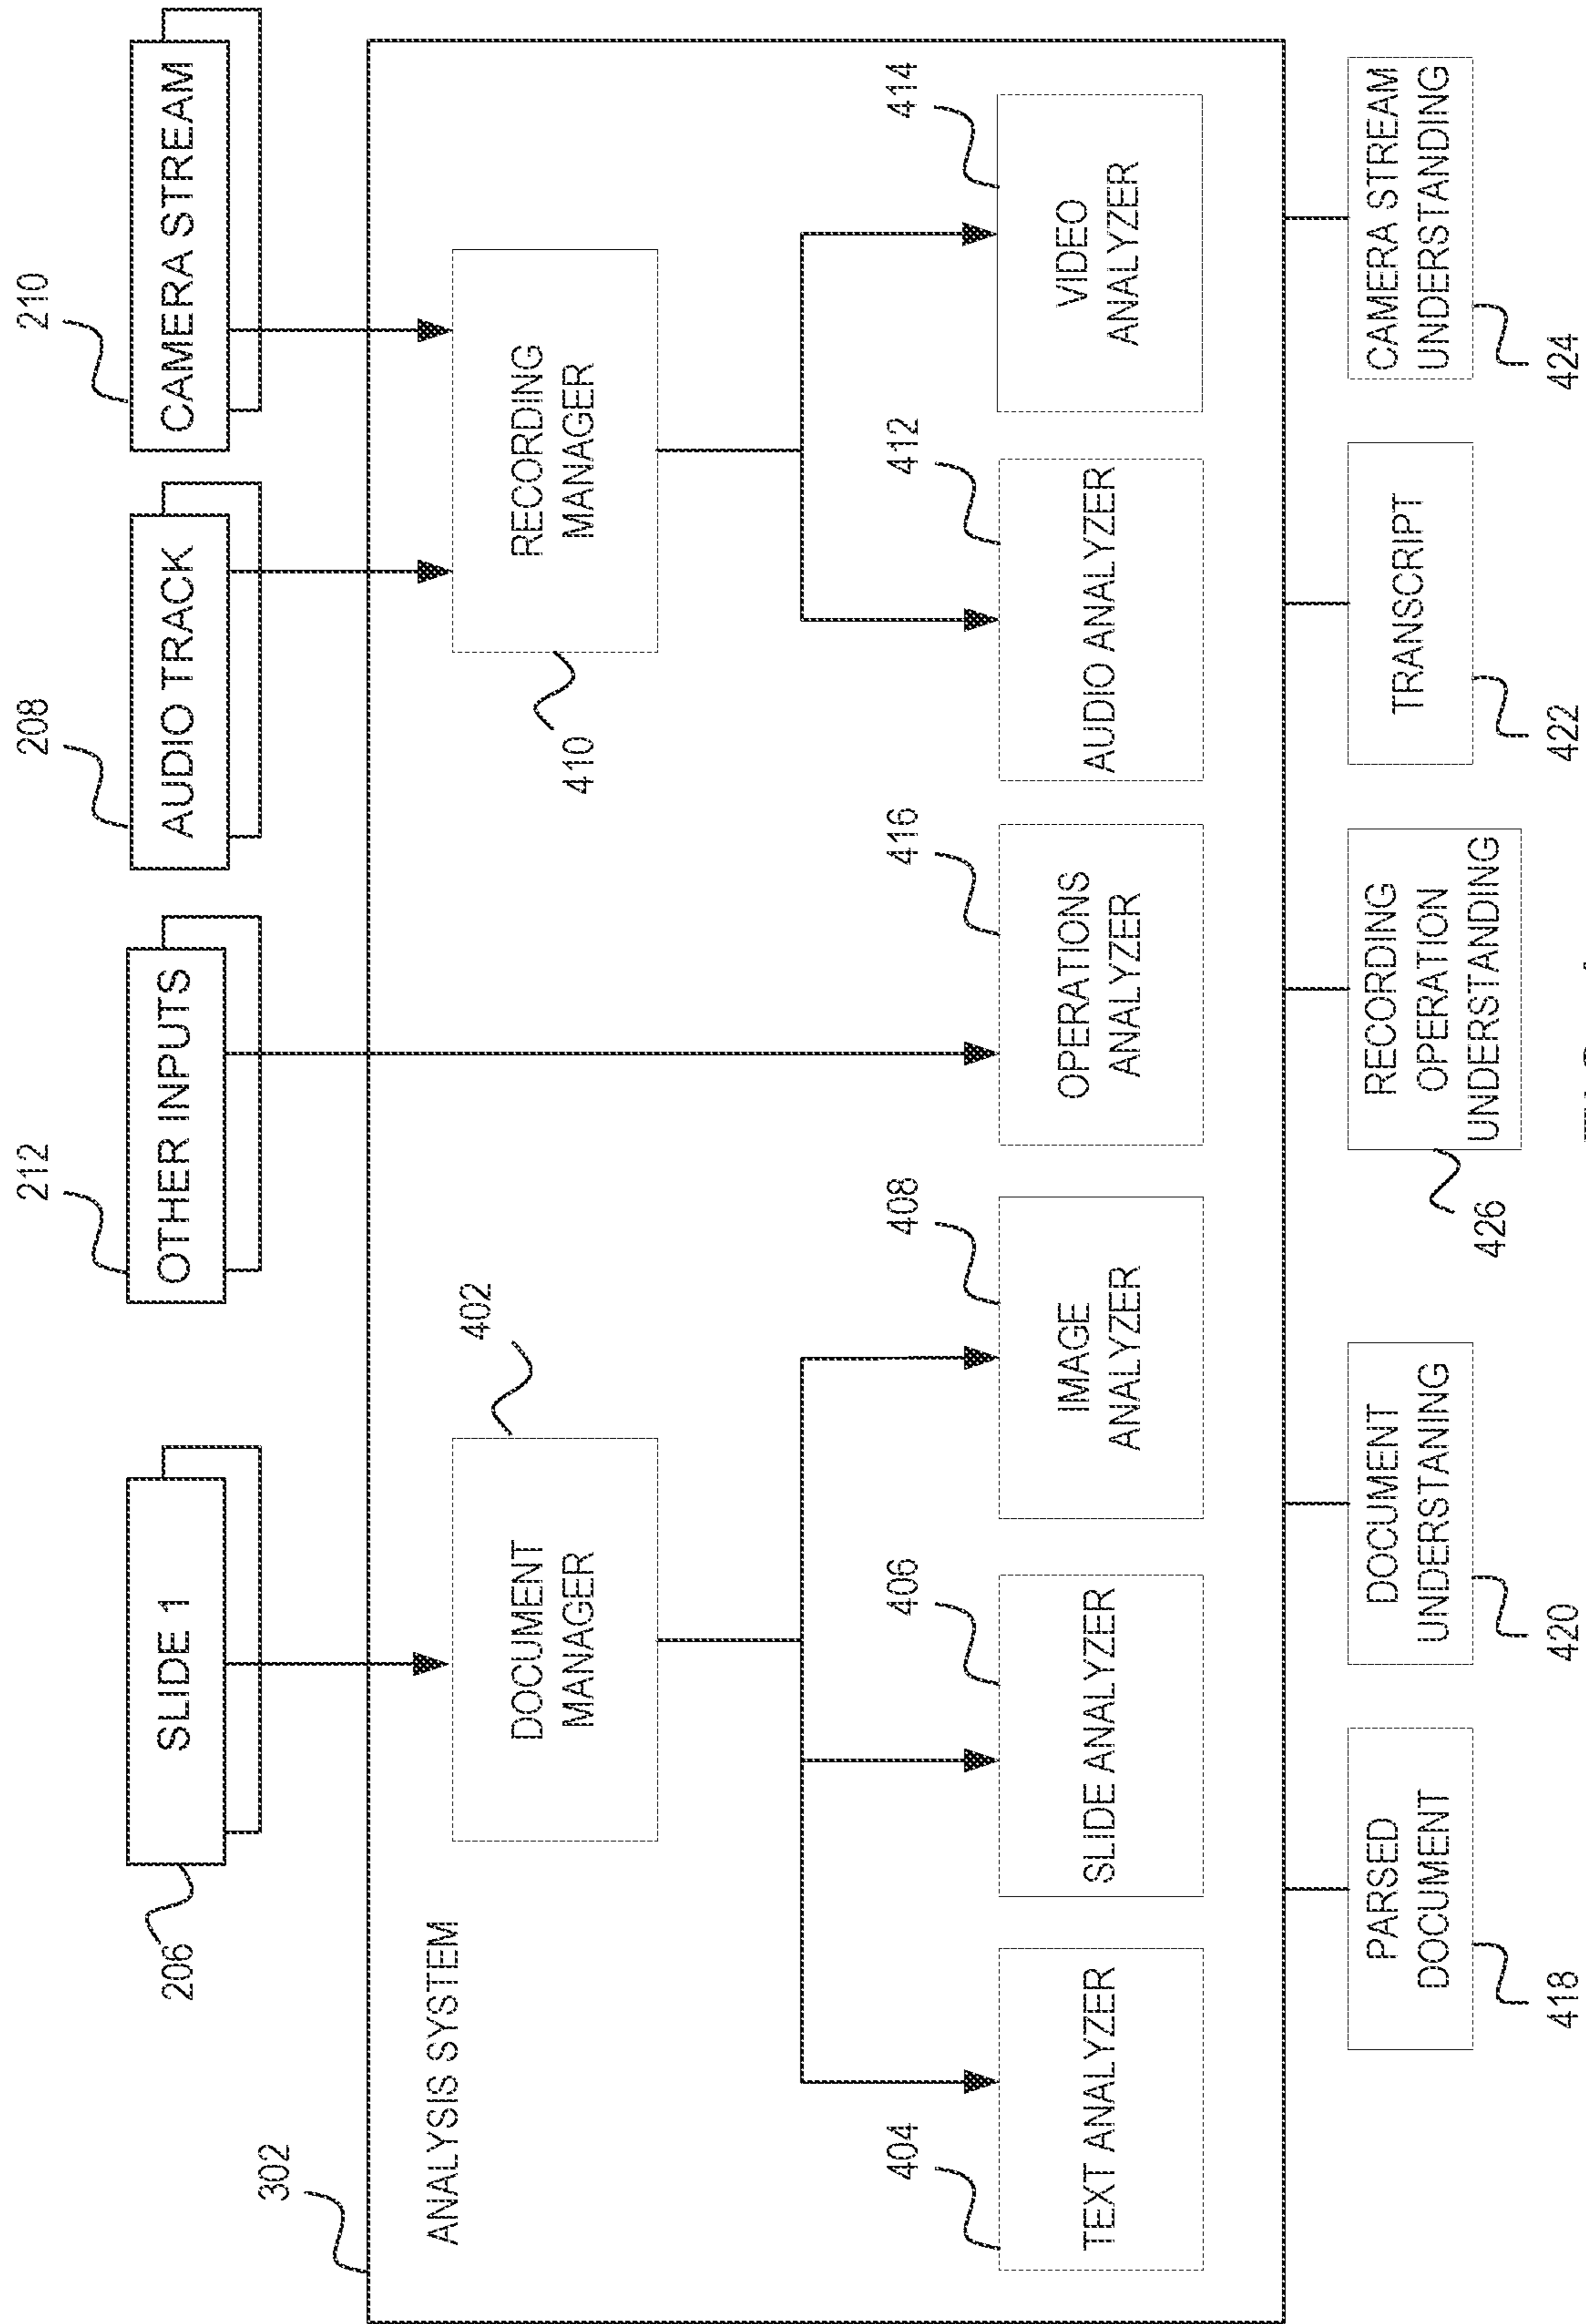 206
SLIDE 1
212
OTHER INPUTS
208
AUDIO TRACK
210
CAMERA STREAM
302
ANALYSIS SYSTEM
402
DOCUMENT
MANAGER
410
RECORDING
MANAGER
404
TEXT ANALYZER
406
SLIDE ANALYZER
408
IMAGE
ANALYZER
416
OPERATIONS
ANALYZER
412
AUDIO ANALYZER
414
VIDEO
ANALYZER
PARSED
DOCUMENT
418
DOCUMENT
UNDERSTANING
420
RECORDING
OPERATION
UNDERSTANDING
426
TRANSCRIPT
422
CAMERA STREAM
UNDERSTANDING
424